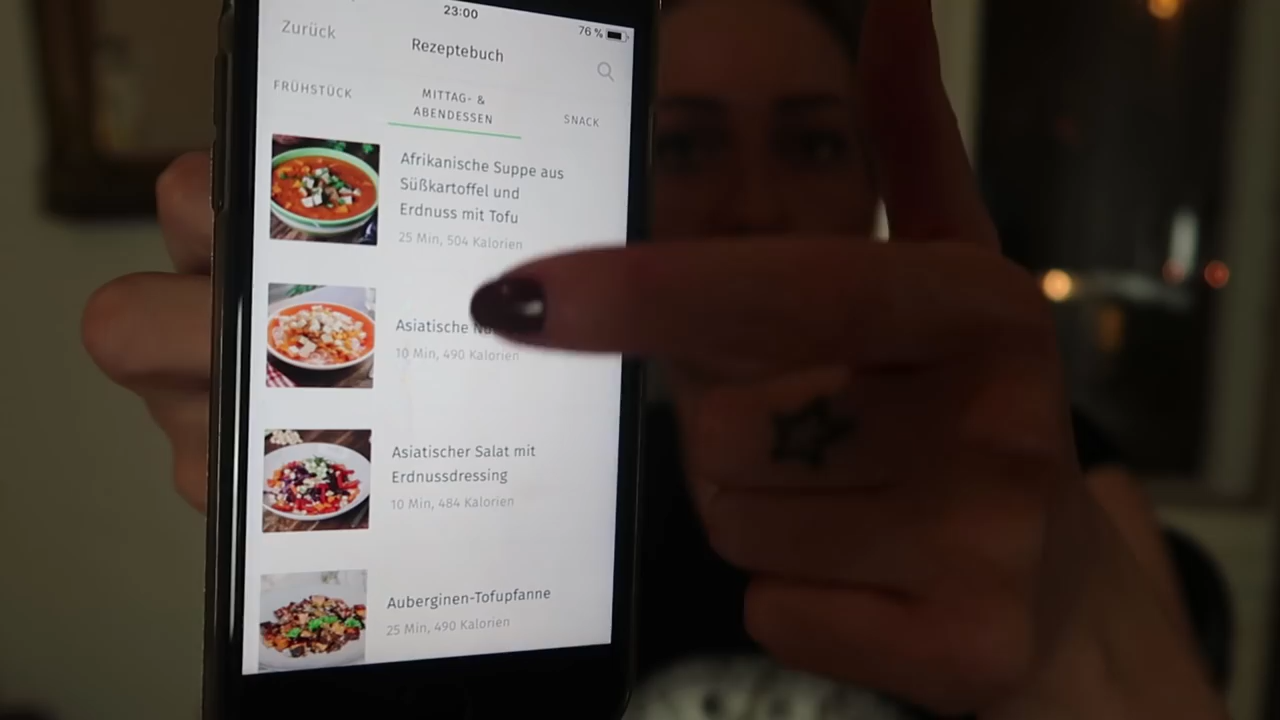 23:00
76 %
Zurück
Rezeptebuch
FRÜHSTÜCK
MITTAG- &
ABENDESSEN
SNACK
Afrikanische Suppe aus
Süßkartoffel und
Erdnuss mit Tofu
25 Min, 504 Kalorien
Asiatische
10 Min, 490 Kalorien
Asiatischer Salat mit
Erdnussdressing
10 Min, 484 Kalorien
Auberginen-Tofupfanne
25 Min, 490 Kalorien